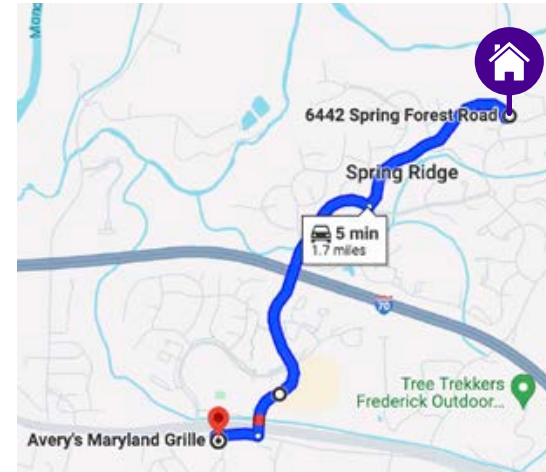 6442 Spring Forest Road
Spring Ridge
5 min
1.7 miles
70
Tree Trekkers
Frederick Outdoor...
Avery's Maryland Grille